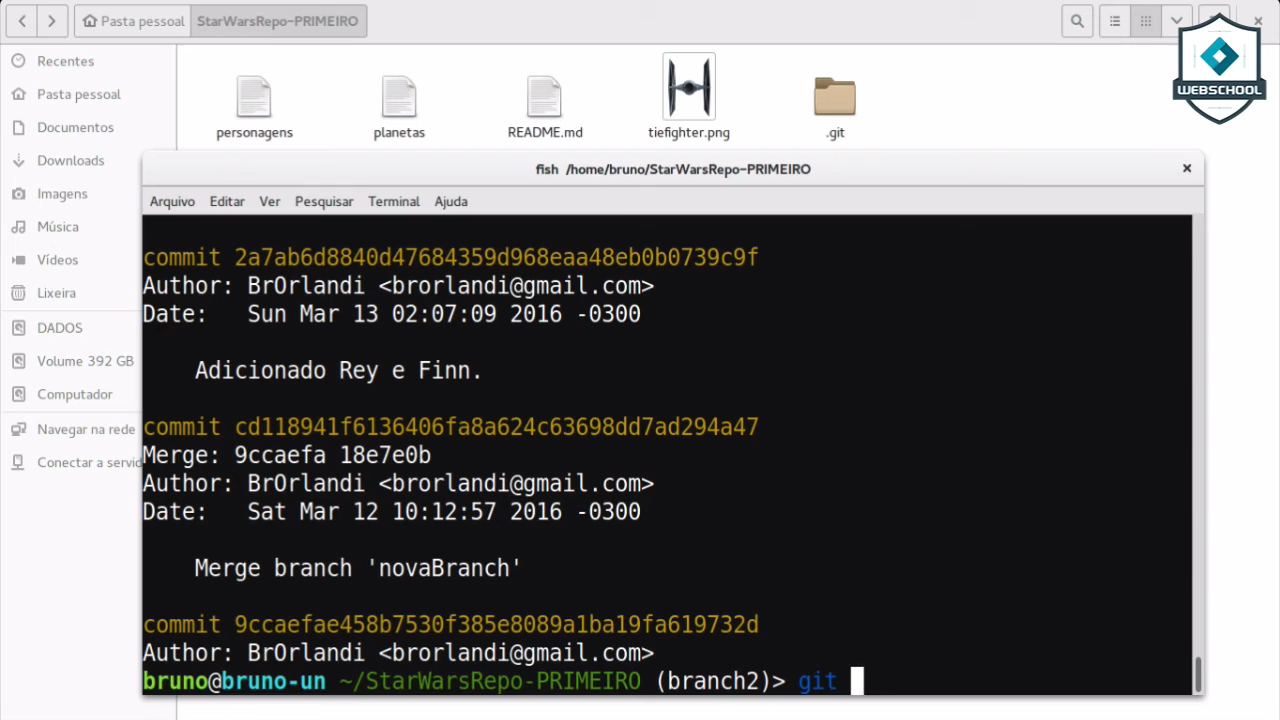 Pasta pessoal StarWarsRepo-PRIMEIRO
WEBSCHOOL
Recentes
Pasta pessoal
Documentos
Downloads
Imagens
Música
Vídeos
Lixeira
DADOS
Volume 392 GB
Computador
Navegar na rede
Conectar a servid
personagens planetas README.md tiefighter.png .git
fish /home/bruno/StarWarsRepo-PRIMEIRO
Arquivo Editar Ver Pesquisar Terminal Ajuda
commit 2a7ab6d8840d47684359d968eaa48eb0b0739c9f
Author: BrOrlandi <brorlandi@gmail.com>
Date: Sun Mar 13 02:07:09 2016 -0300
Adicionado Rey e Finn.
commit cd118941f6136406fa8a624c63698dd7ad294a47
Merge: 9ccaefa 18e7e0b
Author: BrOrlandi <brorlandi@gmail.com>
Date: Sat Mar 12 10:12:57 2016 -0300
Merge branch 'novaBranch'
commit 9ccaefae458b7530f385e8089a1ba19fa619732d
Author: BrOrlandi <brorlandi@gmail.com>
bruno@bruno-un ~/StarWarsRepo-PRIMEIRO (branch2)> git